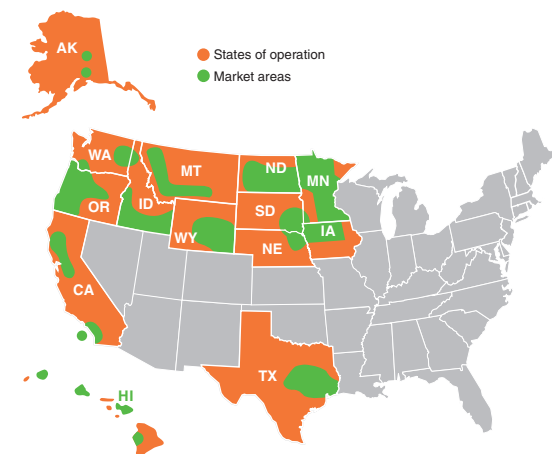 AK
States of operation
Market areas
WA
MT
ND
MN
OR
ID
SD
WY
IA
NE
CA
TX
HI